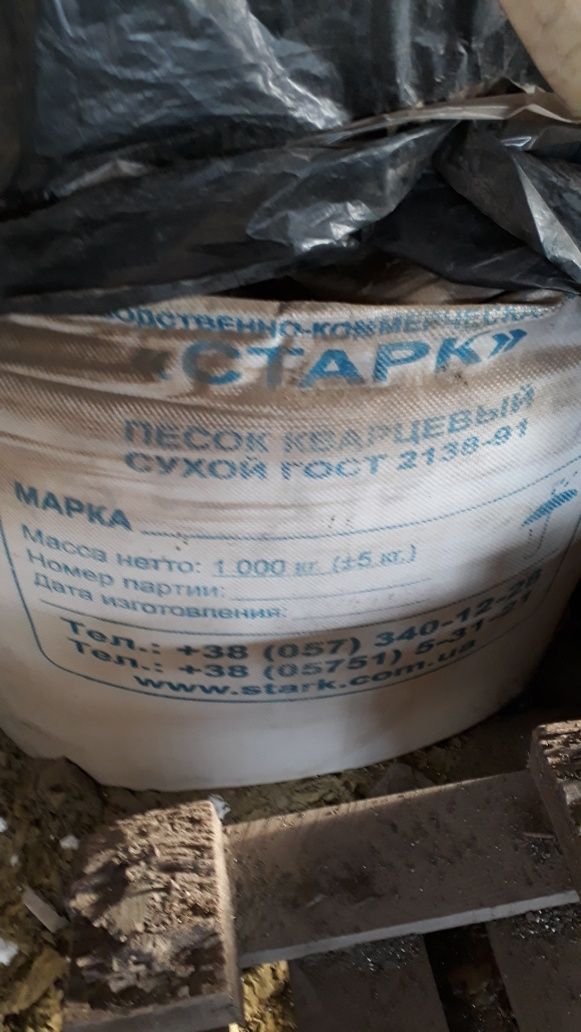 «СТАРК»
ПЕСОК КВАРЦЕВЫЙ
СУХОЙ ГОСТ 2138-91
МАРКА
Масса нетто: 1 000 кг. (±5 кг.)
Номер партии:
Дата изготовления:
Тел.: +38 (057) 340-12-28
Тел.: +38 (05751) 5-31-21
www.stark.com.ua